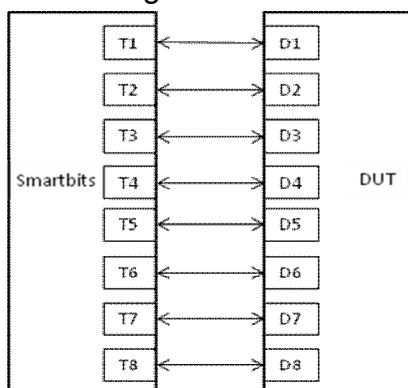 T1 D1
T2 D2
T3 D3
Smartbits T4 D4 DUT
T5 D5
T6 D6
T7 D7
T8 D8